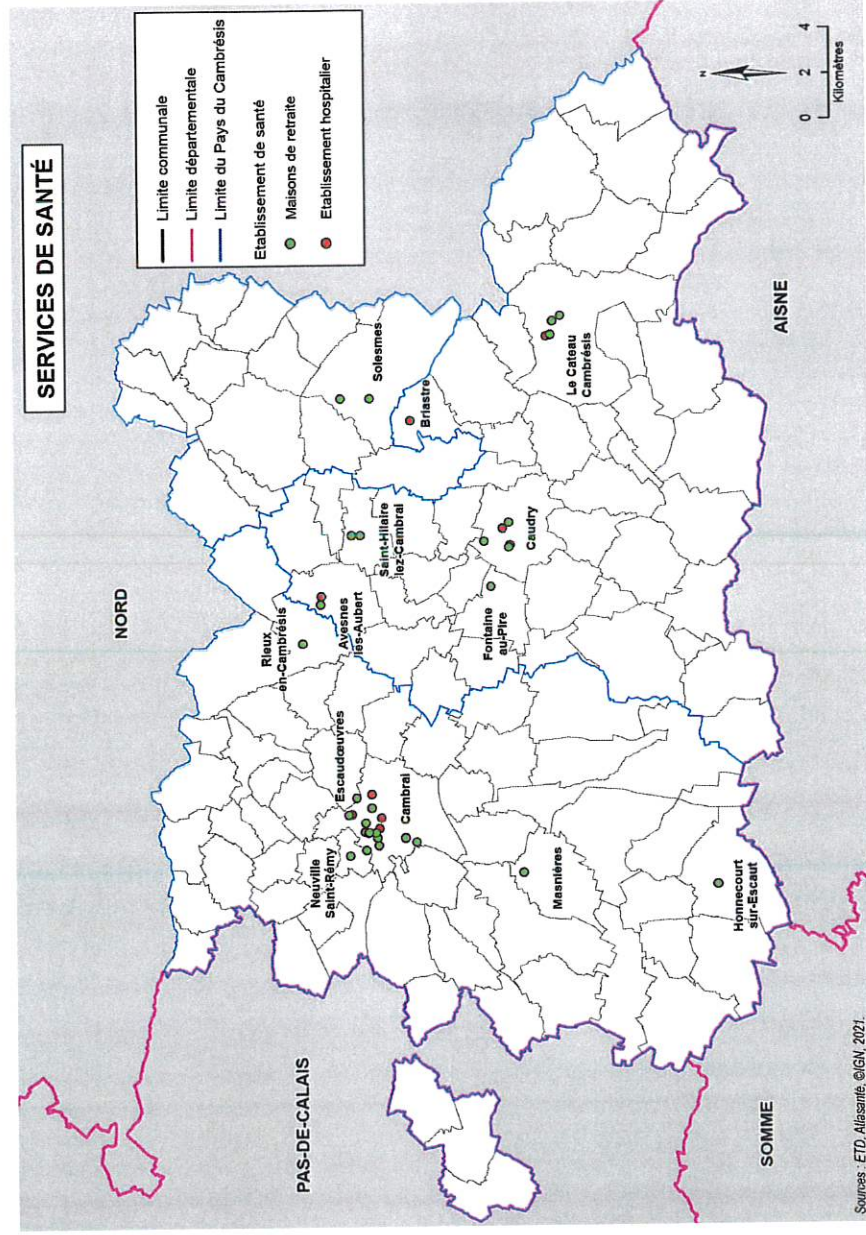 SERVICES DE SANTÉ
Limite communale
Limite départementale
Limite du Pays du Cambrésis
Etablissement de santé
Maisons de retraite
Etablissement hospitalier
NORD
PAS-DE-CALAIS
SOMME
AISNE
Rieux
en-Cambrésis
Avesnes
les-Aubert
Saint-Hilaire
lez-Cambrai
Solesmes
Briastre
Escaudœuvres
Neuville
Saint-Rémy
Cambrai
Fontaine
au-Pire
Caudry
Le Cateau
Cambrésis
Masnières
Honnecourt
sur-Escaut
N
0 2 4
Kilomètres
Sources : ETD, Atlasanté, ©IGN, 2021.